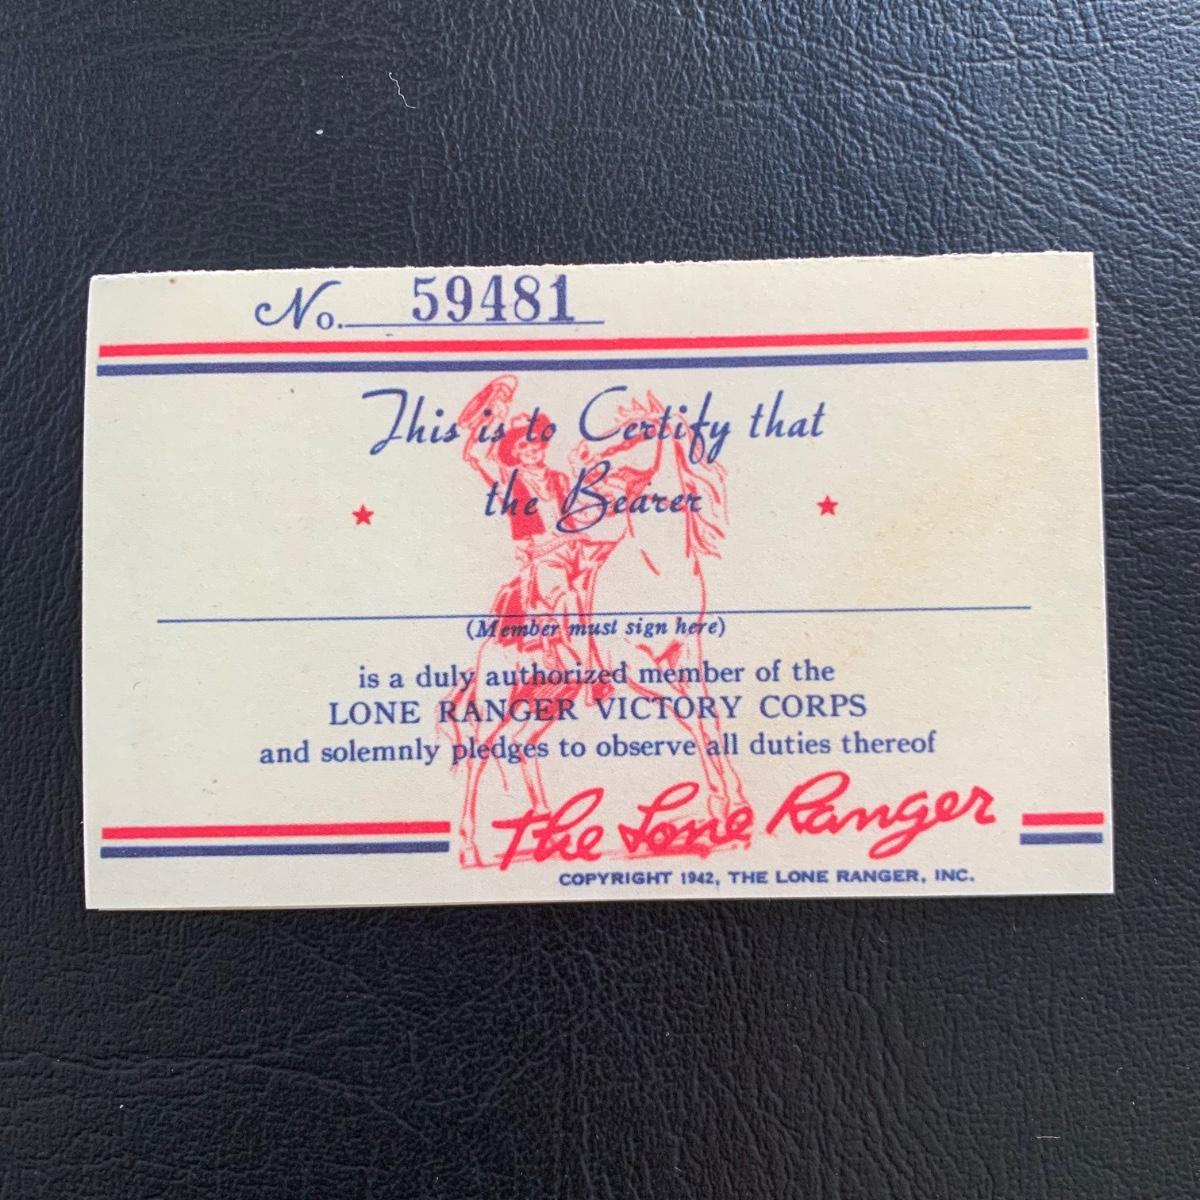 No. 59481
This is to Certify that
the Bearer
(Member must sign here)
is a duly authorized member of the
LONE RANGER VICTORY CORPS
and solemnly pledges to observe all duties thereof
The Lone Ranger
COPYRIGHT 1942, THE LONE RANGER, INC.